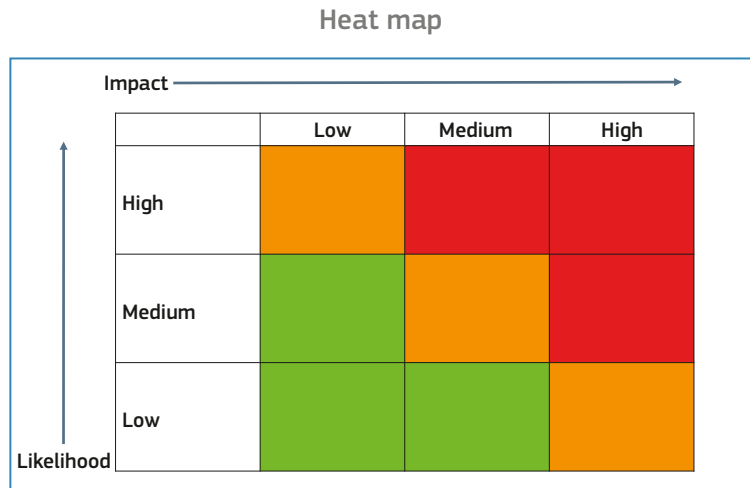 Heat map
Impact
Low Medium High
High
Medium
Low
Likelihood